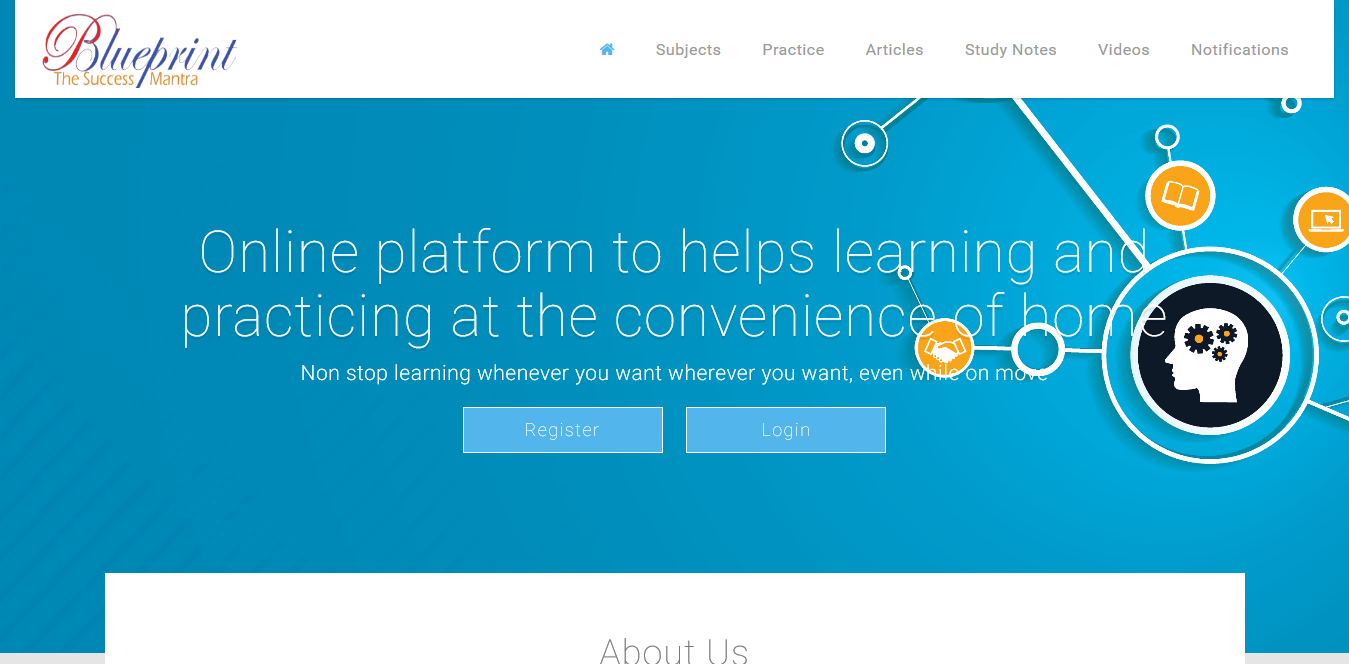 Blueprint
The Success Mantra
Subjects
Practice
Articles
Study Notes
Videos
Notifications
Online platform to helps learning and
practicing at the convenience of home
Non stop learning whenever you want wherever you want, even while on move
Register
Login
About Us